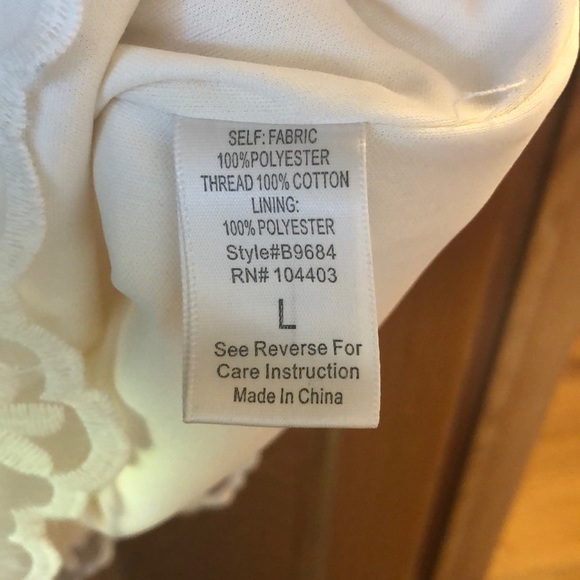 SELF: FABRIC
100%POLYESTER
THREAD 100% COTTON
LINING:
100% POLYESTER
Style#B9684
RN# 104403
L
See Reverse For
Care Instruction
Made In China